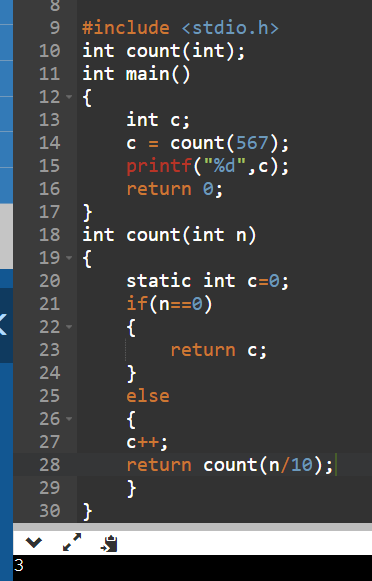 8
9 #include <stdio.h>
10 int count(int);
11 int main()
12 {
13     int c;
14     c = count(567);
15     printf("%d",c);
16     return 0;
17 }
18 int count(int n)
19 {
20     static int c=0;
21     if(n==0)
22     {
23         return c;
24     }
25     else
26     {
27     c++;
28     return count(n/10);
29     }
30 }
3